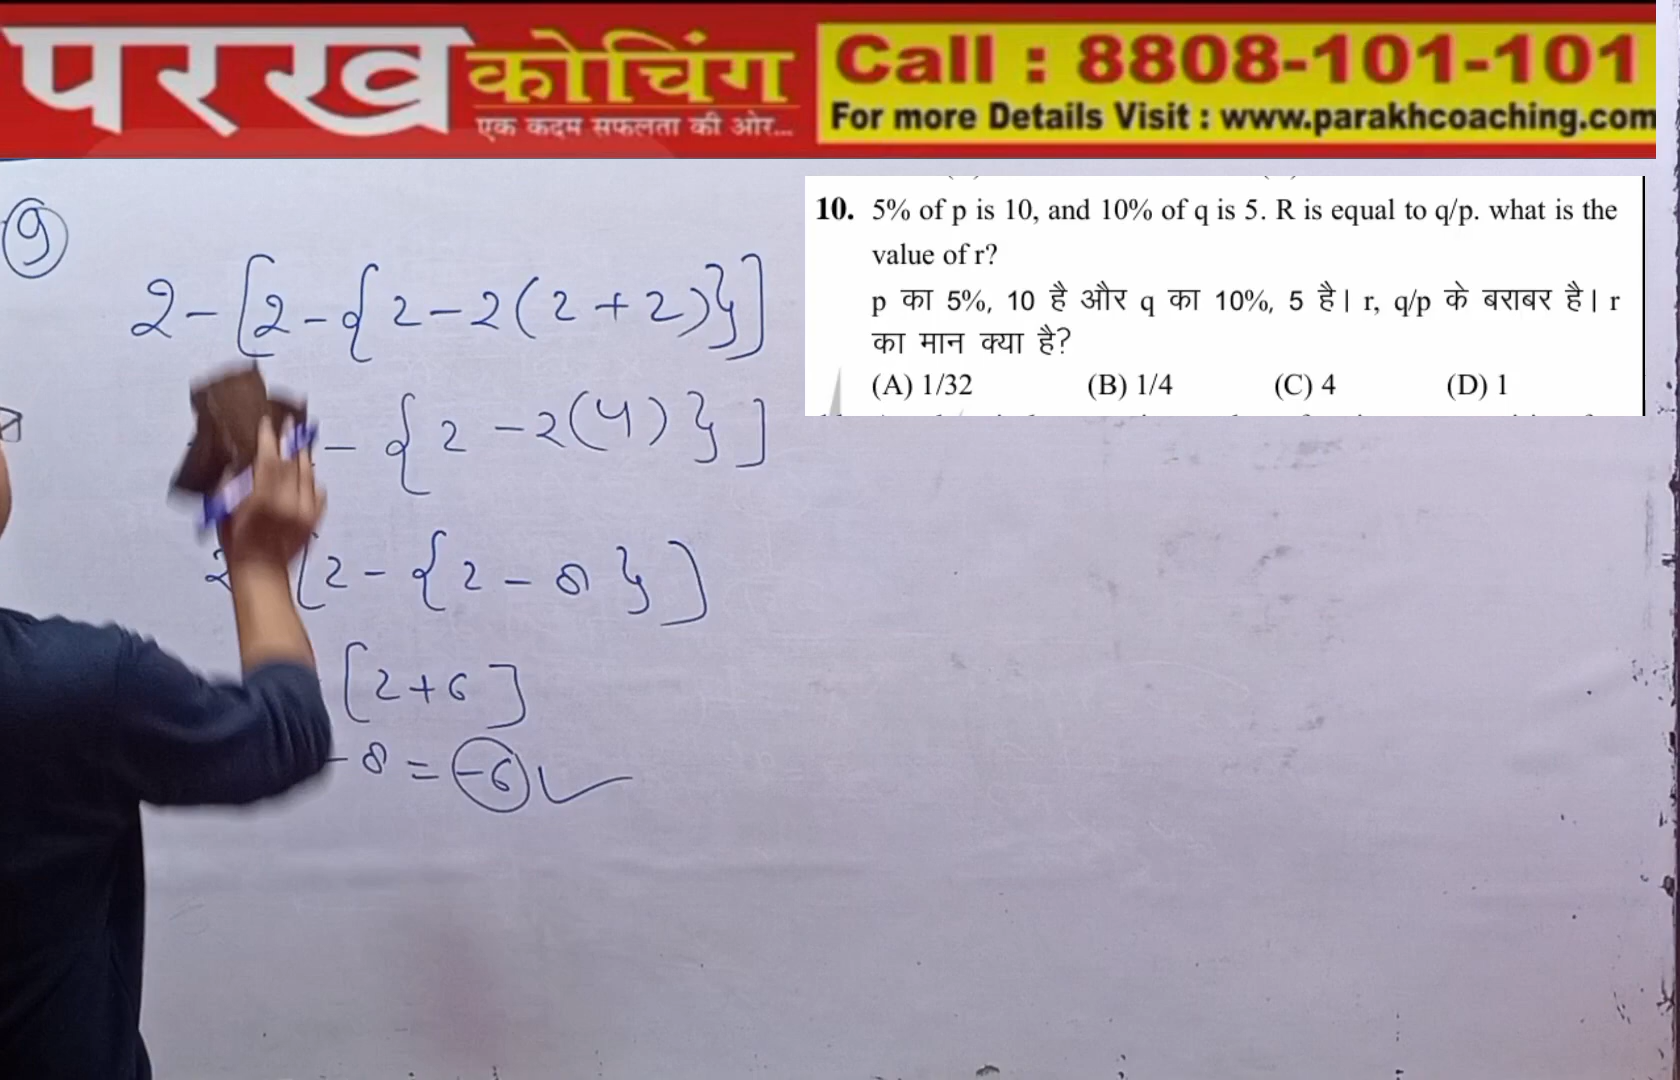 परख कोचिंग
एक कदम सफलता की ओर...
Call : 8808-101-101
For more Details Visit : www.parakhcoaching.com
9
2-[2-{2-2(2+2)}]
-{2-2(4)}]
2 [2-{2-8}]
[2+6]
-8=-6
10. 5% of p is 10, and 10% of q is 5. R is equal to q/p. what is the
value of r?
p का 5%, 10 है और q का 10%, 5 है। r, q/p के बराबर है। r
का मान क्या है?
(A) 1/32 (B) 1/4 (C) 4 (D) 1